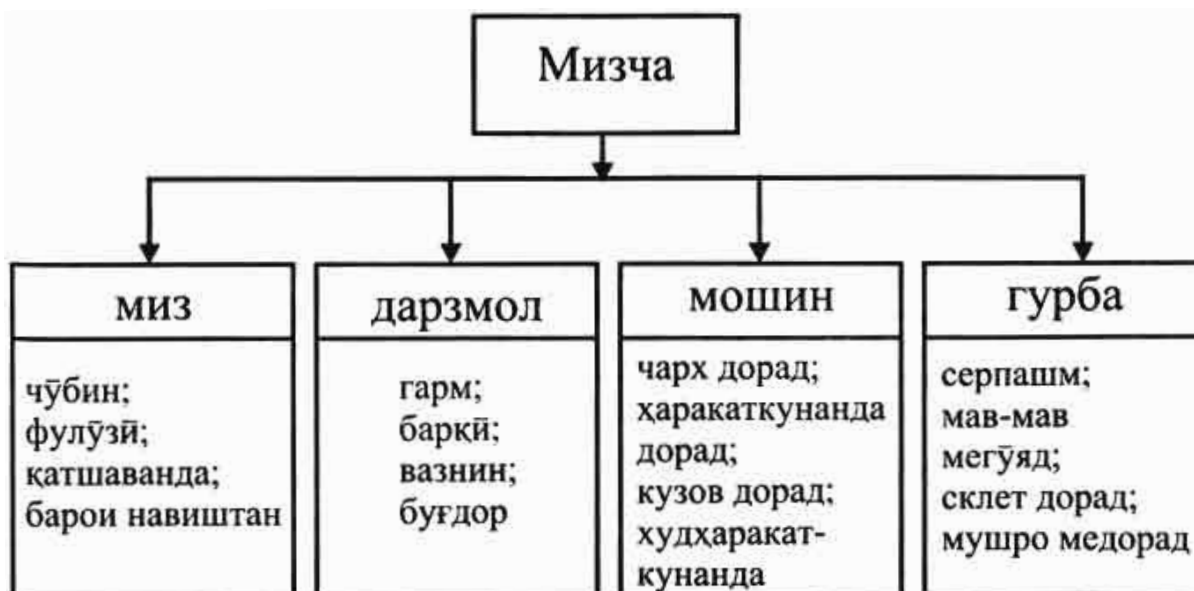 Мизча
миз
чӯбин;
фулӯзӣ;
қатшаванда;
барои навиштан
дарзмол
гарм;
барқӣ;
вазнин;
буғдор
мошин
чарх дорад;
ҳаракаткунанда
дорад;
кузов дорад;
худҳаракат-
кунанда
гурба
серпашм;
мав-мав
мегӯяд;
склет дорад;
мушро медорад